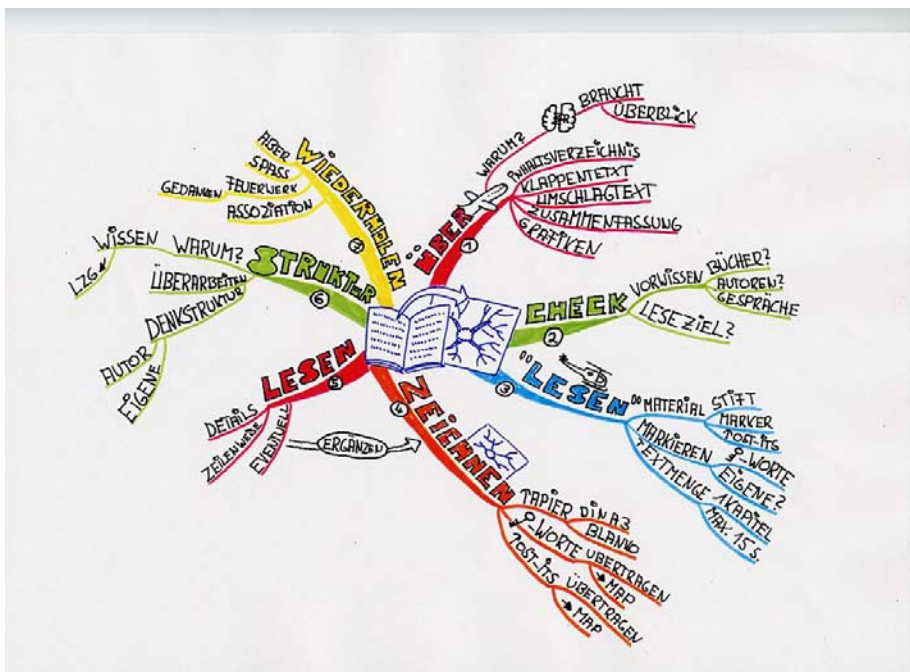 ÜBER
①
WARUM?
BRAUCHT
ÜBERBLICK
INHALTSVERZEICHNIS
KLAPPENTEXT
UMSCHLAGTEXT
ZUSAMMENFASSUNG
GRAFIKEN
CHECK
②
VORWISSEN
BÜCHER?
AUTOREN?
GESPRÄCHE
LESEZIEL?
"LESEN"
③
MATERIAL
STIFT
MARKER
POST-ITS
MARKIEREN
WORTE
EIGENE?
TEXTMENGE
1 KAPITEL
MAX. 15 S.
ZEICHNEN
④
PAPIER
DINA3
BLANKO
WORTE ÜBERTRAGEN
→ MAP
POST-ITS ÜBERTRAGEN
→ MAP
LESEN
⑤
DETAILS
ZEILENWEISE
EVENTUELL
ERGÄNZEN
STRUKTUR
⑥
WARUM?
WISSEN
LZG
ÜBERARBEITEN
DENKSTRUKTUR
AUTOR
EIGENE
WIEDERHOLEN
⑦
ABER
SPASS
FEUERWERK
GEDANKEN
ASSOZIATION